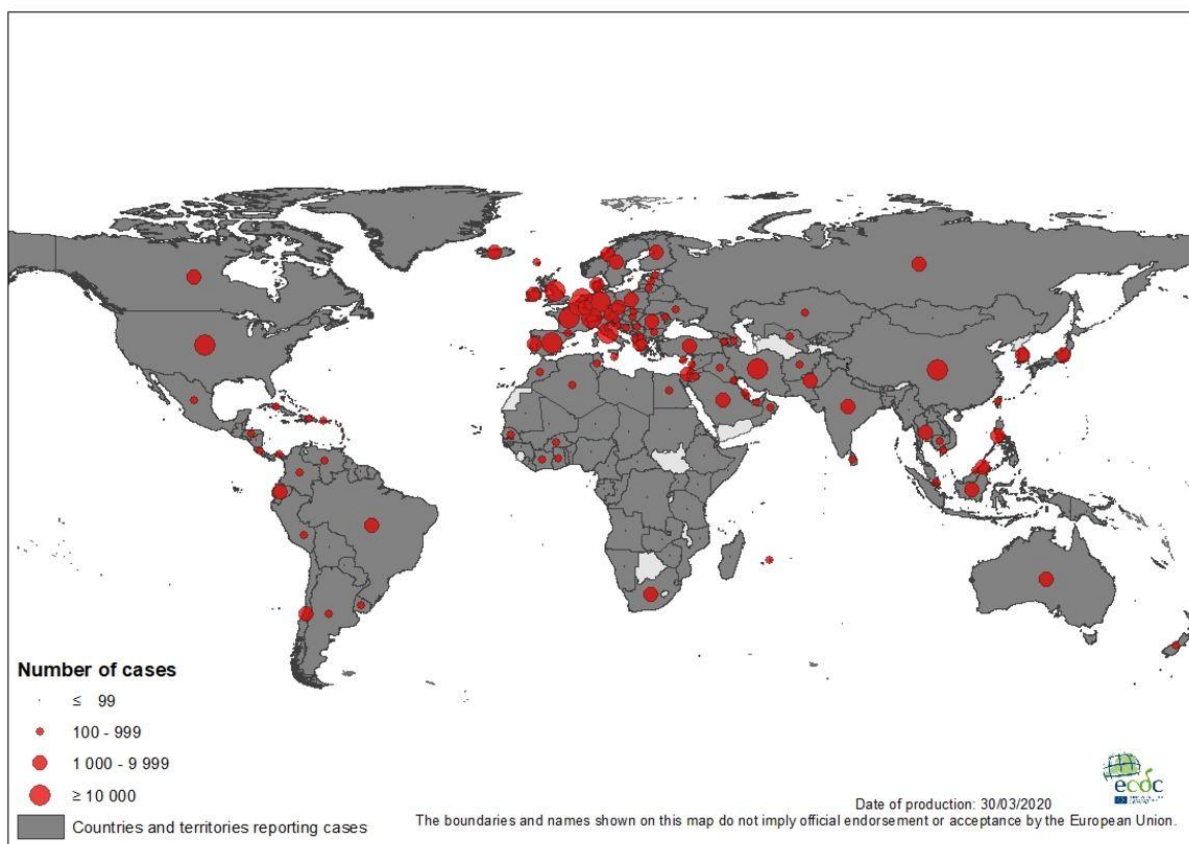 Number of cases
≤ 99
100 - 999
1 000 - 9 999
≥ 10 000
Countries and territories reporting cases
ecdc
Date of production: 30/03/2020
The boundaries and names shown on this map do not imply official endorsement or acceptance by the European Union.